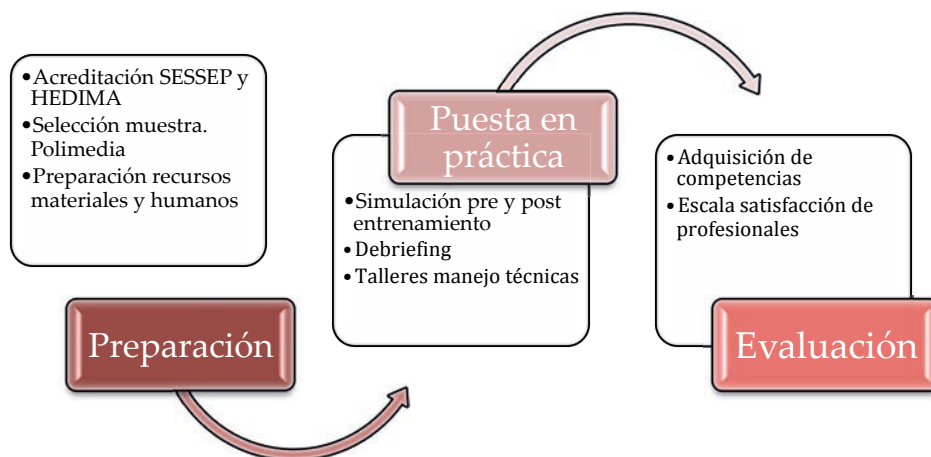 •Acreditación SESSEP y
HEDIMA
•Selección muestra.
Polimedia
•Preparación recursos
materiales y humanos
Preparación
Puesta en
práctica
•Simulación pre y post
entrenamiento
•Debriefing
•Talleres manejo técnicas
•Adquisición de
competencias
•Escala satisfacción de
profesionales
Evaluación